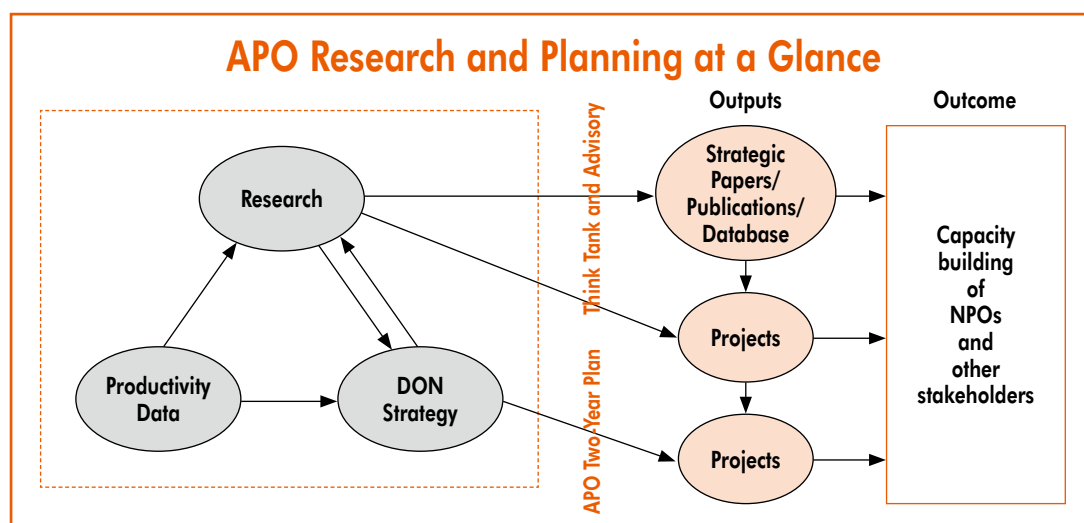 APO Research and Planning at a Glance
Outputs
Outcome
Think Tank and Advisory
Strategic
Papers/
Publications/
Database
Research
Capacity
building
of
NPOs
and
other
stakeholders
Projects
Productivity
Data
DON
Strategy
APO Two-Year Plan
Projects